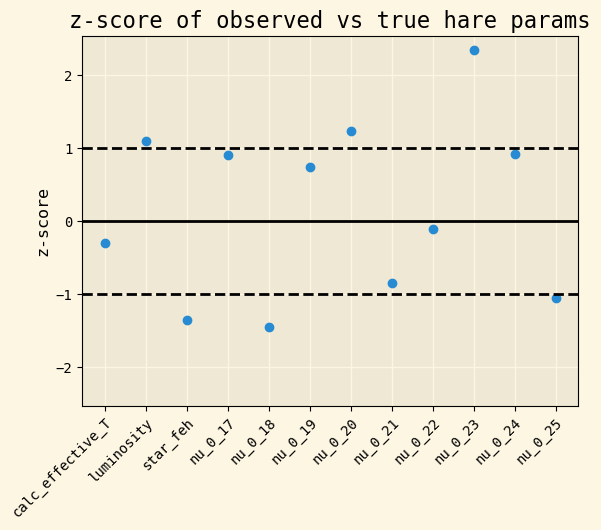 z-score of observed vs true hare params
z-score
2
1
0
−1
−2
calc_effective_T
luminosity
star_feh
nu_0_17
nu_0_18
nu_0_19
nu_0_20
nu_0_21
nu_0_22
nu_0_23
nu_0_24
nu_0_25